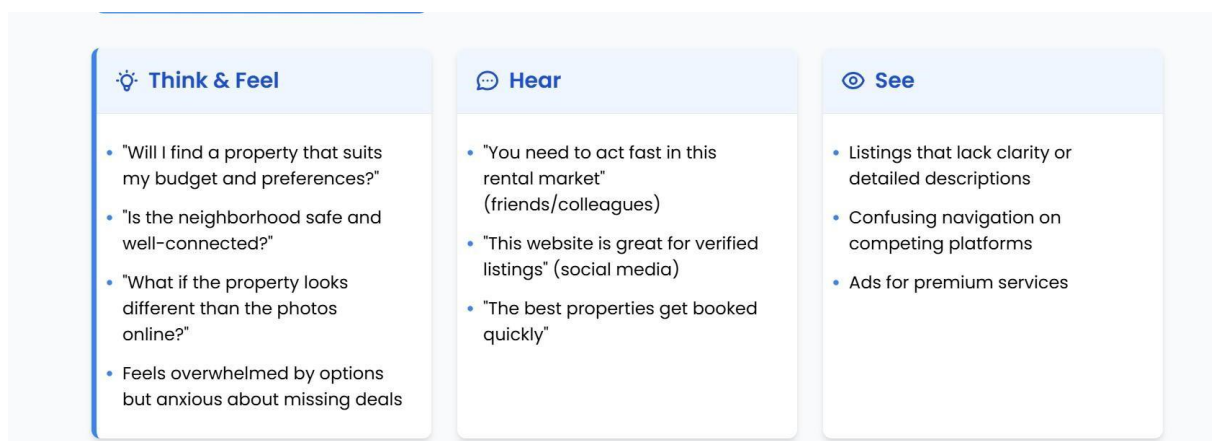 Think & Feel
• "Will I find a property that suits
my budget and preferences?"
• "Is the neighborhood safe and
well-connected?"
• "What if the property looks
different than the photos
online?"
• Feels overwhelmed by options
but anxious about missing deals
Hear
• "You need to act fast in this
rental market"
(friends/colleagues)
• "This website is great for verified
listings" (social media)
• "The best properties get booked
quickly"
See
• Listings that lack clarity or
detailed descriptions
• Confusing navigation on
competing platforms
• Ads for premium services